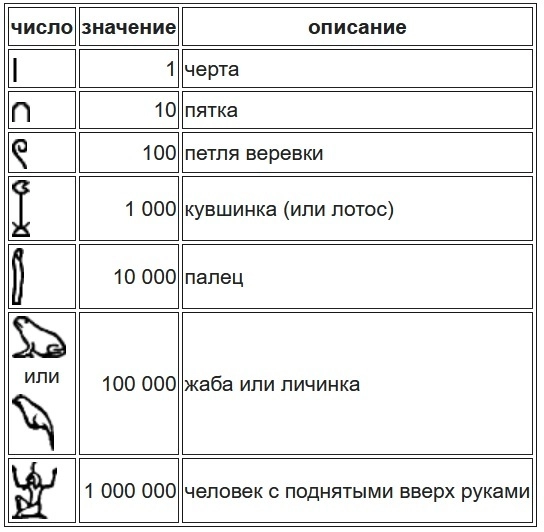 число значение описание
1 черта
10 пятка
100 петля веревки
1 000 кувшинка (или лотос)
10 000 палец
или
100 000 жаба или личинка
1 000 000 человек с поднятыми вверх руками